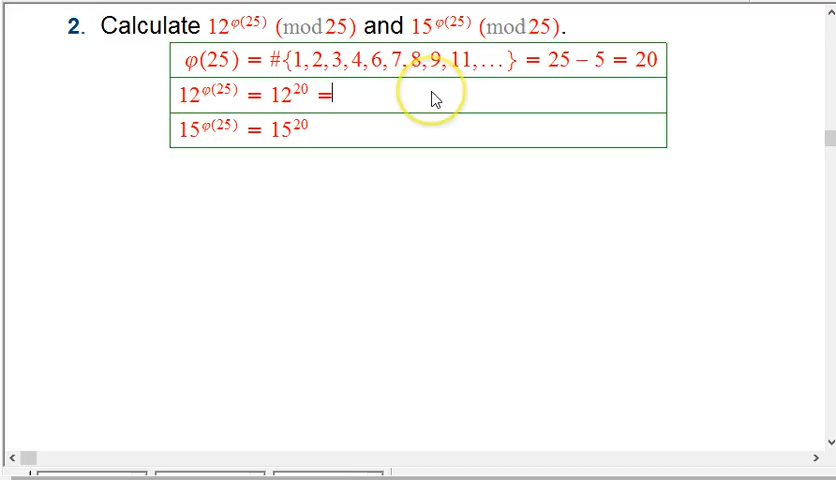 2. Calculate 12^φ(25) (mod 25) and 15^φ(25) (mod 25).
φ(25) = #{1,2,3,4,6,7,8,9,11,…} = 25 − 5 = 20
12^φ(25) = 12^20 =
15^φ(25) = 15^20